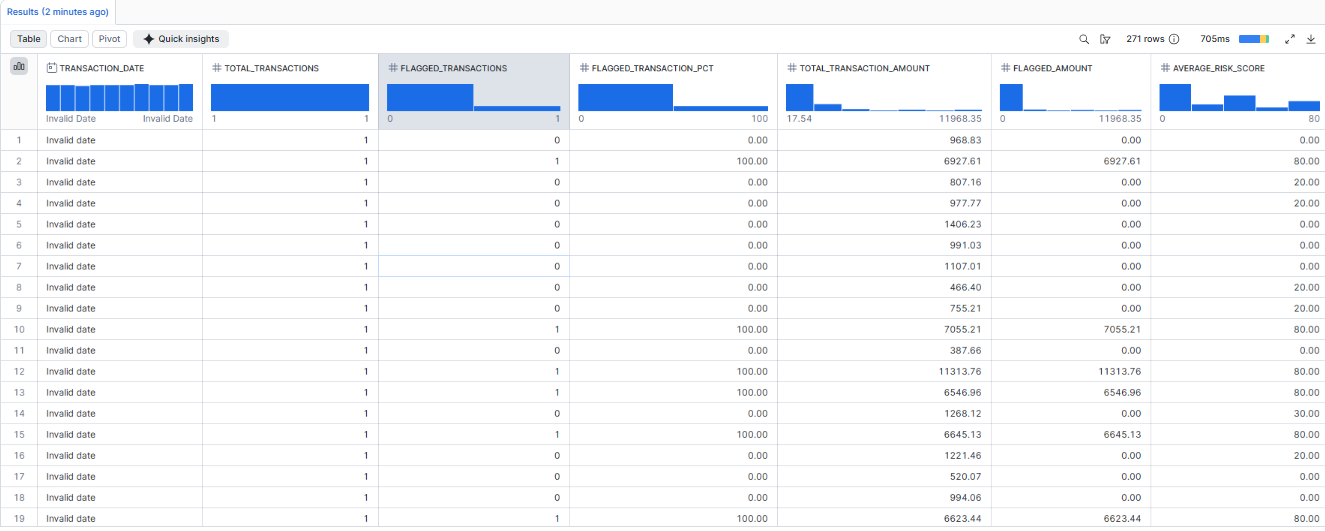 Results (2 minutes ago)
Table Chart Pivot Quick insights 271 rows 705ms
TRANSACTION_DATE TOTAL_TRANSACTIONS FLAGGED_TRANSACTIONS FLAGGED_TRANSACTION_PCT TOTAL_TRANSACTION_AMOUNT FLAGGED_AMOUNT AVERAGE_RISK_SCORE
Invalid Date Invalid Date 1 1 0 1 0 100 17.54 11968.35 0 11968.35 0 80
1 Invalid date 1 0 0.00 968.83 0.00 0.00
2 Invalid date 1 1 100.00 6927.61 6927.61 80.00
3 Invalid date 1 0 0.00 807.16 0.00 20.00
4 Invalid date 1 0 0.00 977.77 0.00 20.00
5 Invalid date 1 0 0.00 1406.23 0.00 0.00
6 Invalid date 1 0 0.00 991.03 0.00 0.00
7 Invalid date 1 0 0.00 1107.01 0.00 0.00
8 Invalid date 1 0 0.00 466.40 0.00 20.00
9 Invalid date 1 0 0.00 755.21 0.00 20.00
10 Invalid date 1 1 100.00 7055.21 7055.21 80.00
11 Invalid date 1 0 0.00 387.66 0.00 0.00
12 Invalid date 1 1 100.00 11313.76 11313.76 80.00
13 Invalid date 1 1 100.00 6546.96 6546.96 80.00
14 Invalid date 1 0 0.00 1268.12 0.00 30.00
15 Invalid date 1 1 100.00 6645.13 6645.13 80.00
16 Invalid date 1 0 0.00 1221.46 0.00 20.00
17 Invalid date 1 0 0.00 520.07 0.00 0.00
18 Invalid date 1 0 0.00 994.06 0.00 0.00
19 Invalid date 1 1 100.00 6623.44 6623.44 80.00